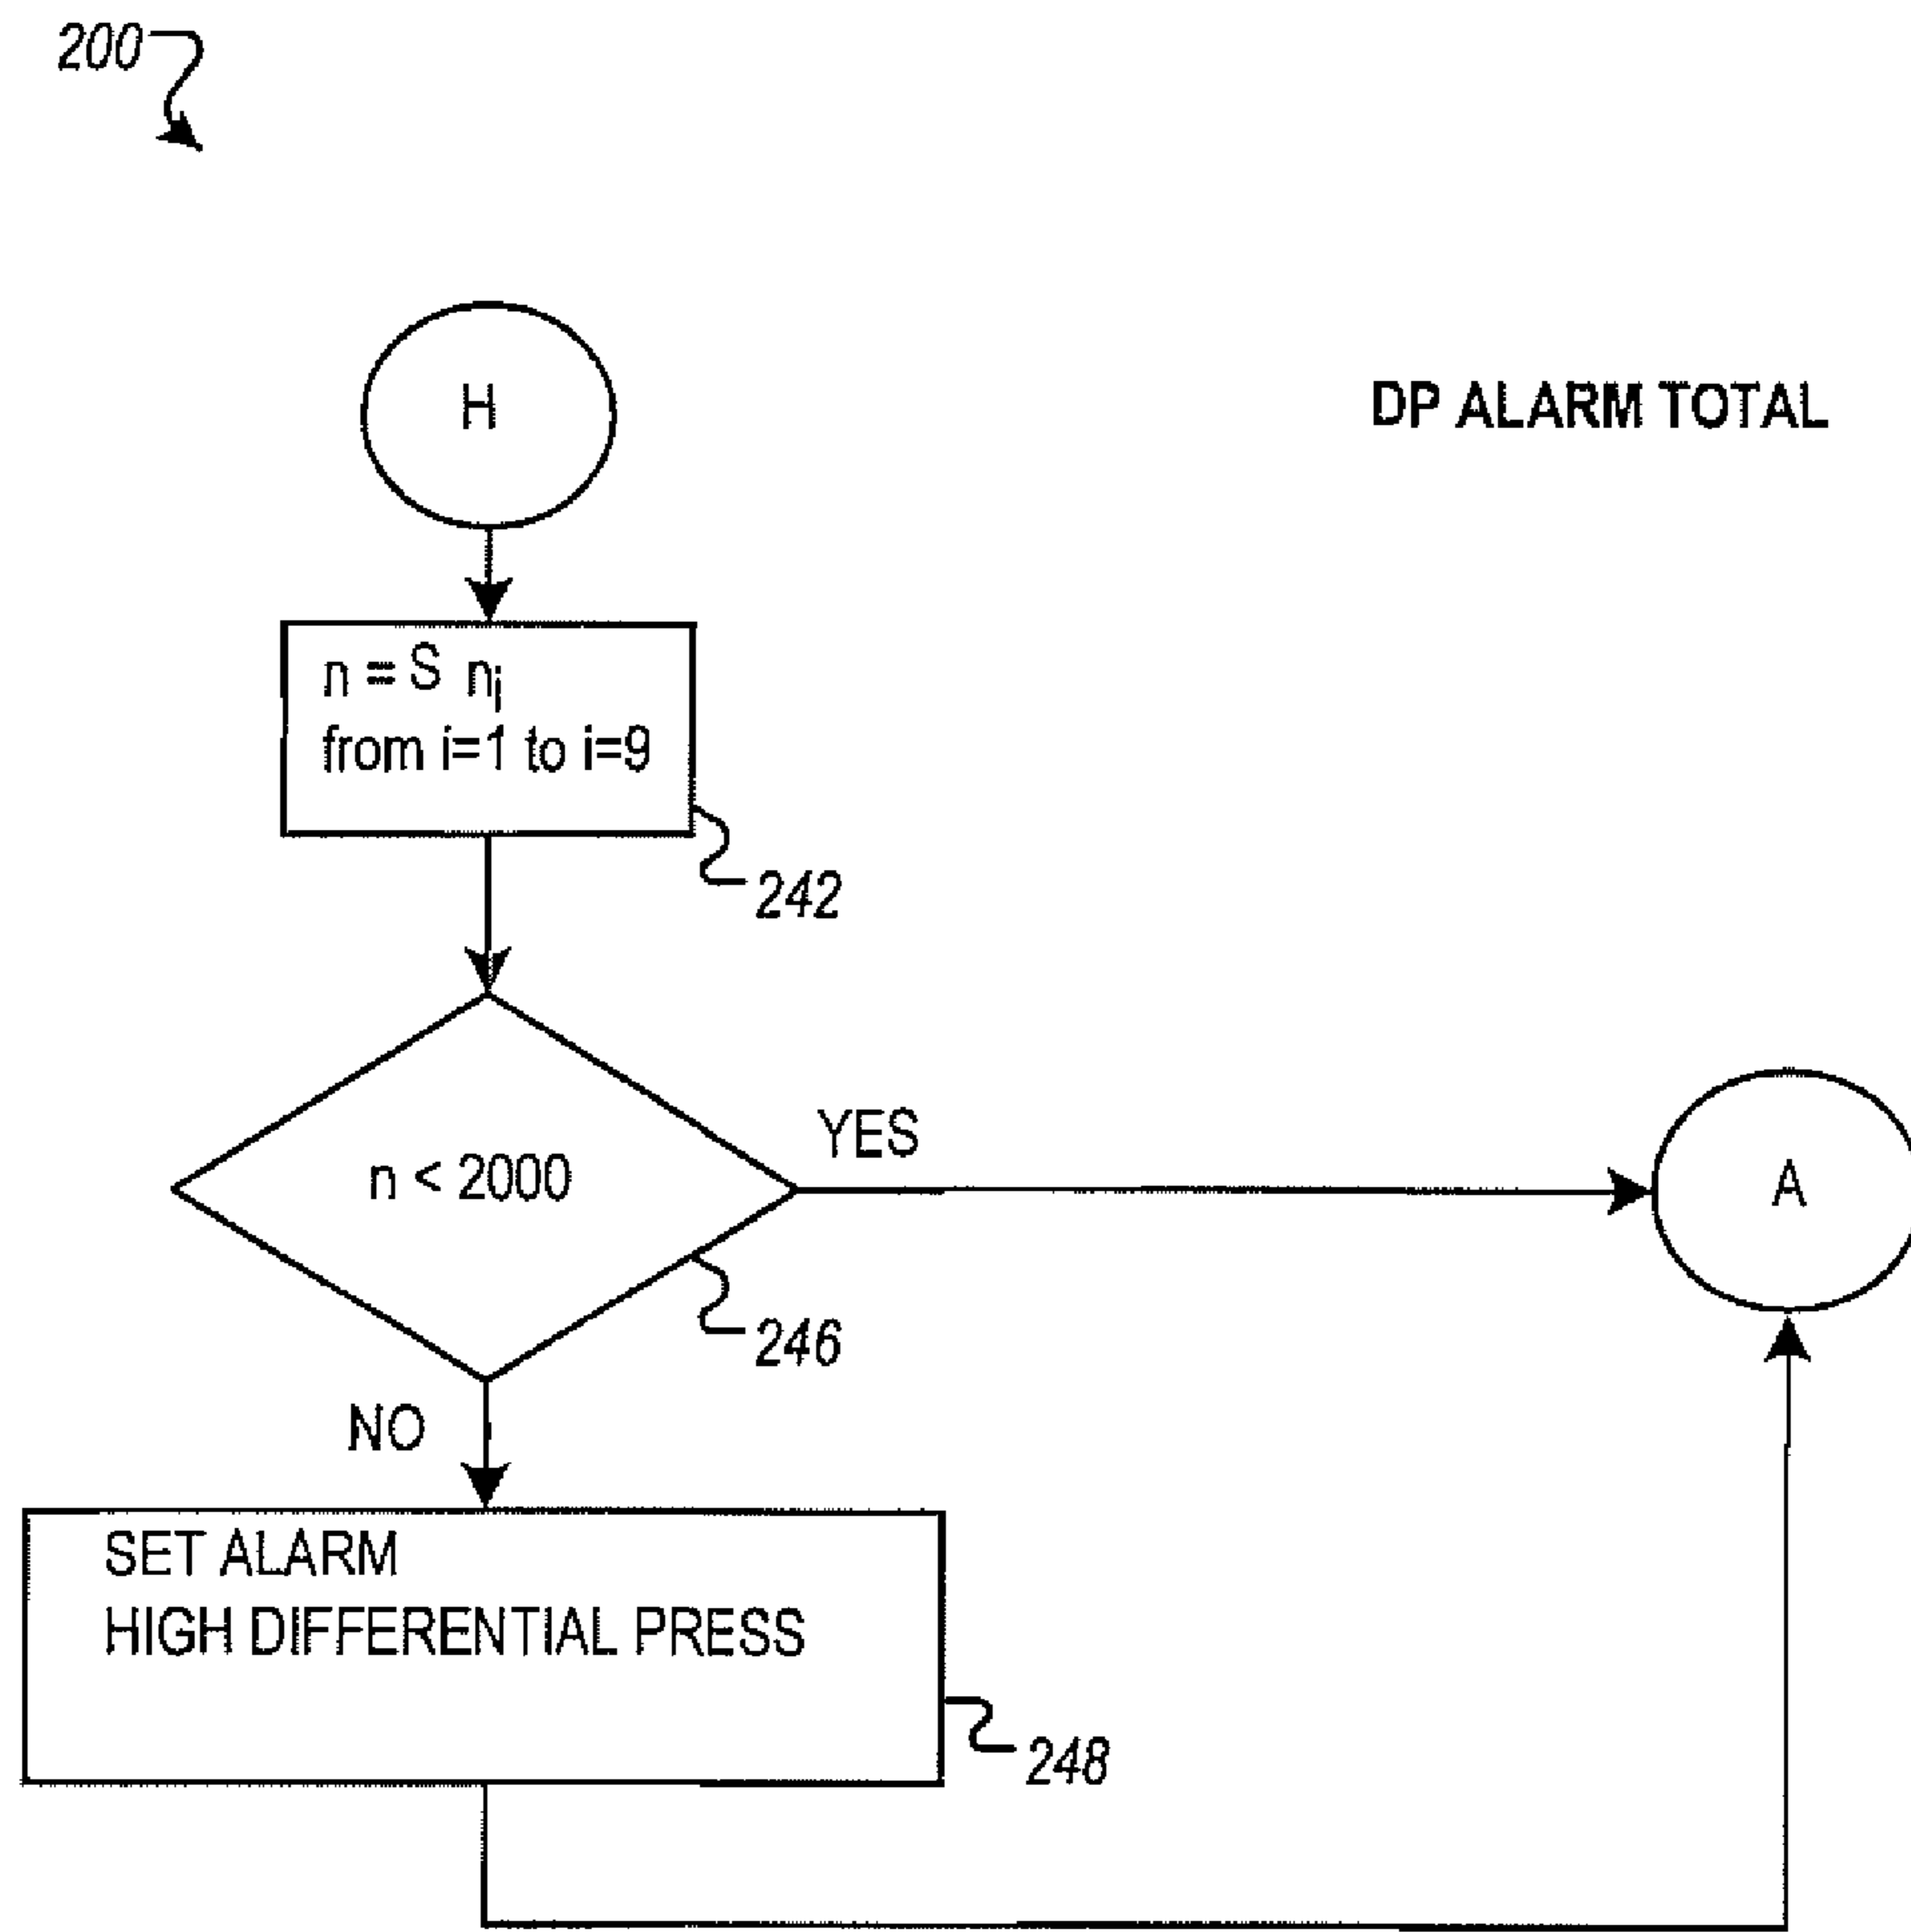 200
H
DP ALARM TOTAL
n = S ni
from i=1 to i=9
242
n < 2000
YES
A
246
NO
SET ALARM
HIGH DIFFERENTIAL PRESS
248